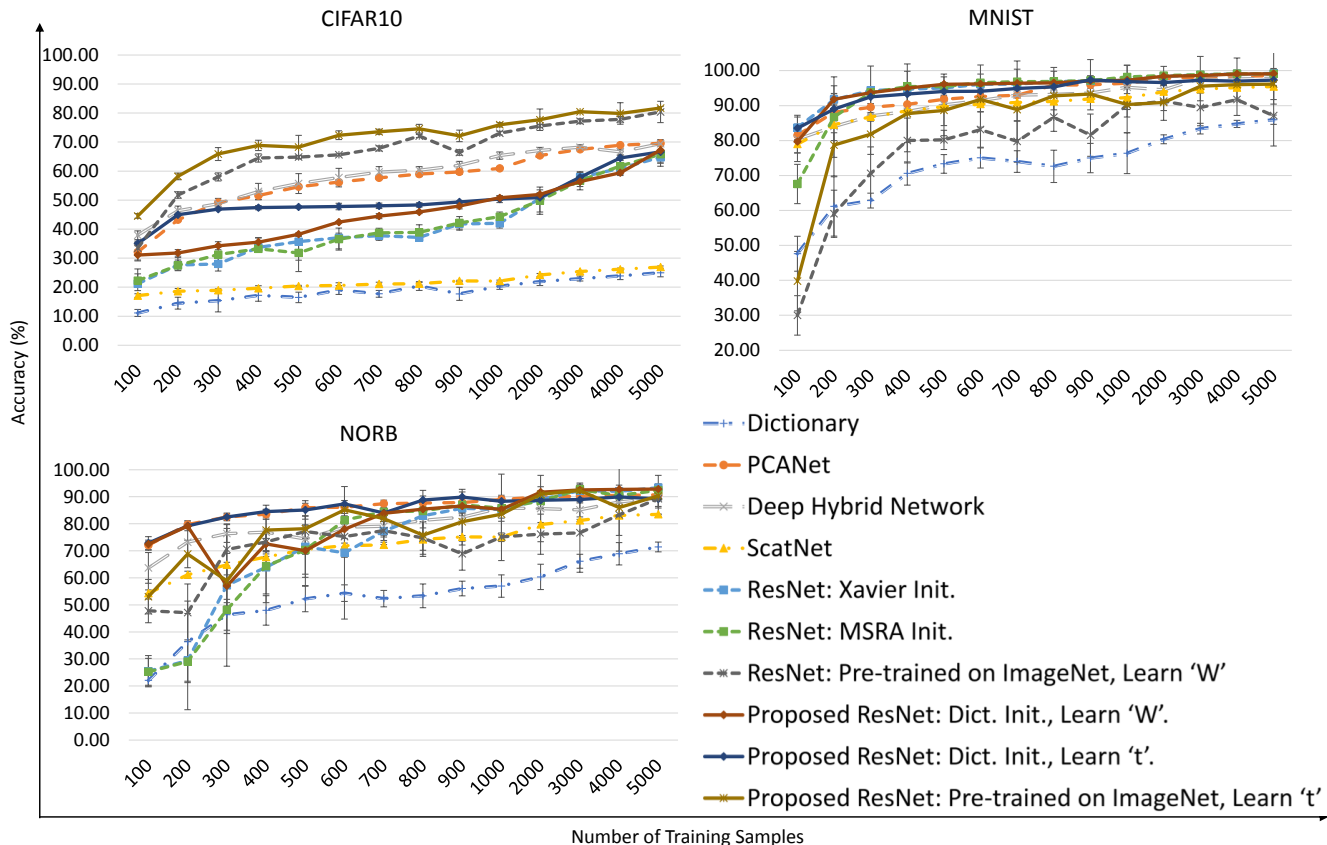 CIFAR10
100.00
90.00
80.00
70.00
60.00
50.00
40.00
30.00
20.00
10.00
0.00
100 200 300 400 500 600 700 800 900 1000 2000 3000 4000 5000
MNIST
100.00
90.00
80.00
70.00
60.00
50.00
40.00
30.00
20.00
100 200 300 400 500 600 700 800 900 1000 2000 3000 4000 5000
Accuracy (%)
NORB
100.00
90.00
80.00
70.00
60.00
50.00
40.00
30.00
20.00
10.00
0.00
100 200 300 400 500 600 700 800 900 1000 2000 3000 4000 5000
Dictionary
PCANet
Deep Hybrid Network
ScatNet
ResNet: Xavier Init.
ResNet: MSRA Init.
ResNet: Pre-trained on ImageNet, Learn ‘W’
Proposed ResNet: Dict. Init., Learn ‘W’.
Proposed ResNet: Dict. Init., Learn ‘t’.
Proposed ResNet: Pre-trained on ImageNet, Learn ‘t’
Number of Training Samples